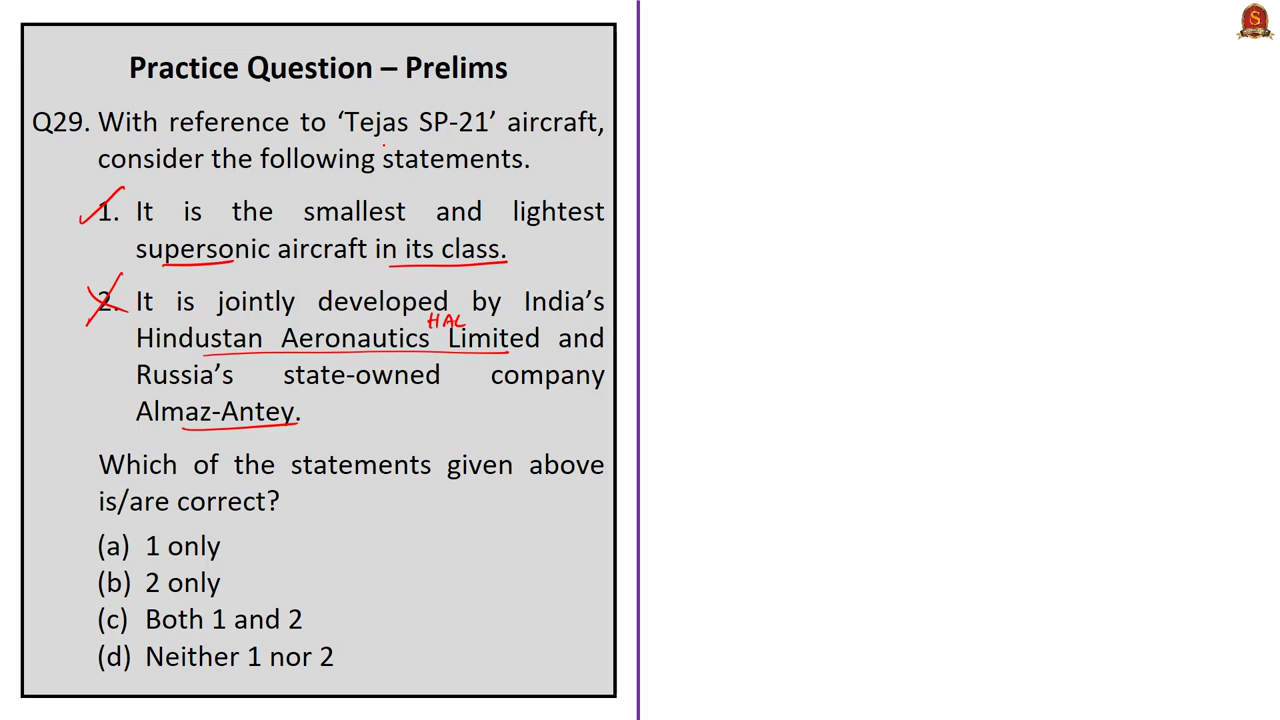 Practice Question – Prelims
Q29. With reference to ‘Tejas SP-21’ aircraft,
consider the following statements.
1. It is the smallest and lightest
supersonic aircraft in its class.
2. It is jointly developed by India’s
HAL
Hindustan Aeronautics Limited and
Russia’s state-owned company
Almaz-Antey.
Which of the statements given above
is/are correct?
(a) 1 only
(b) 2 only
(c) Both 1 and 2
(d) Neither 1 nor 2
S